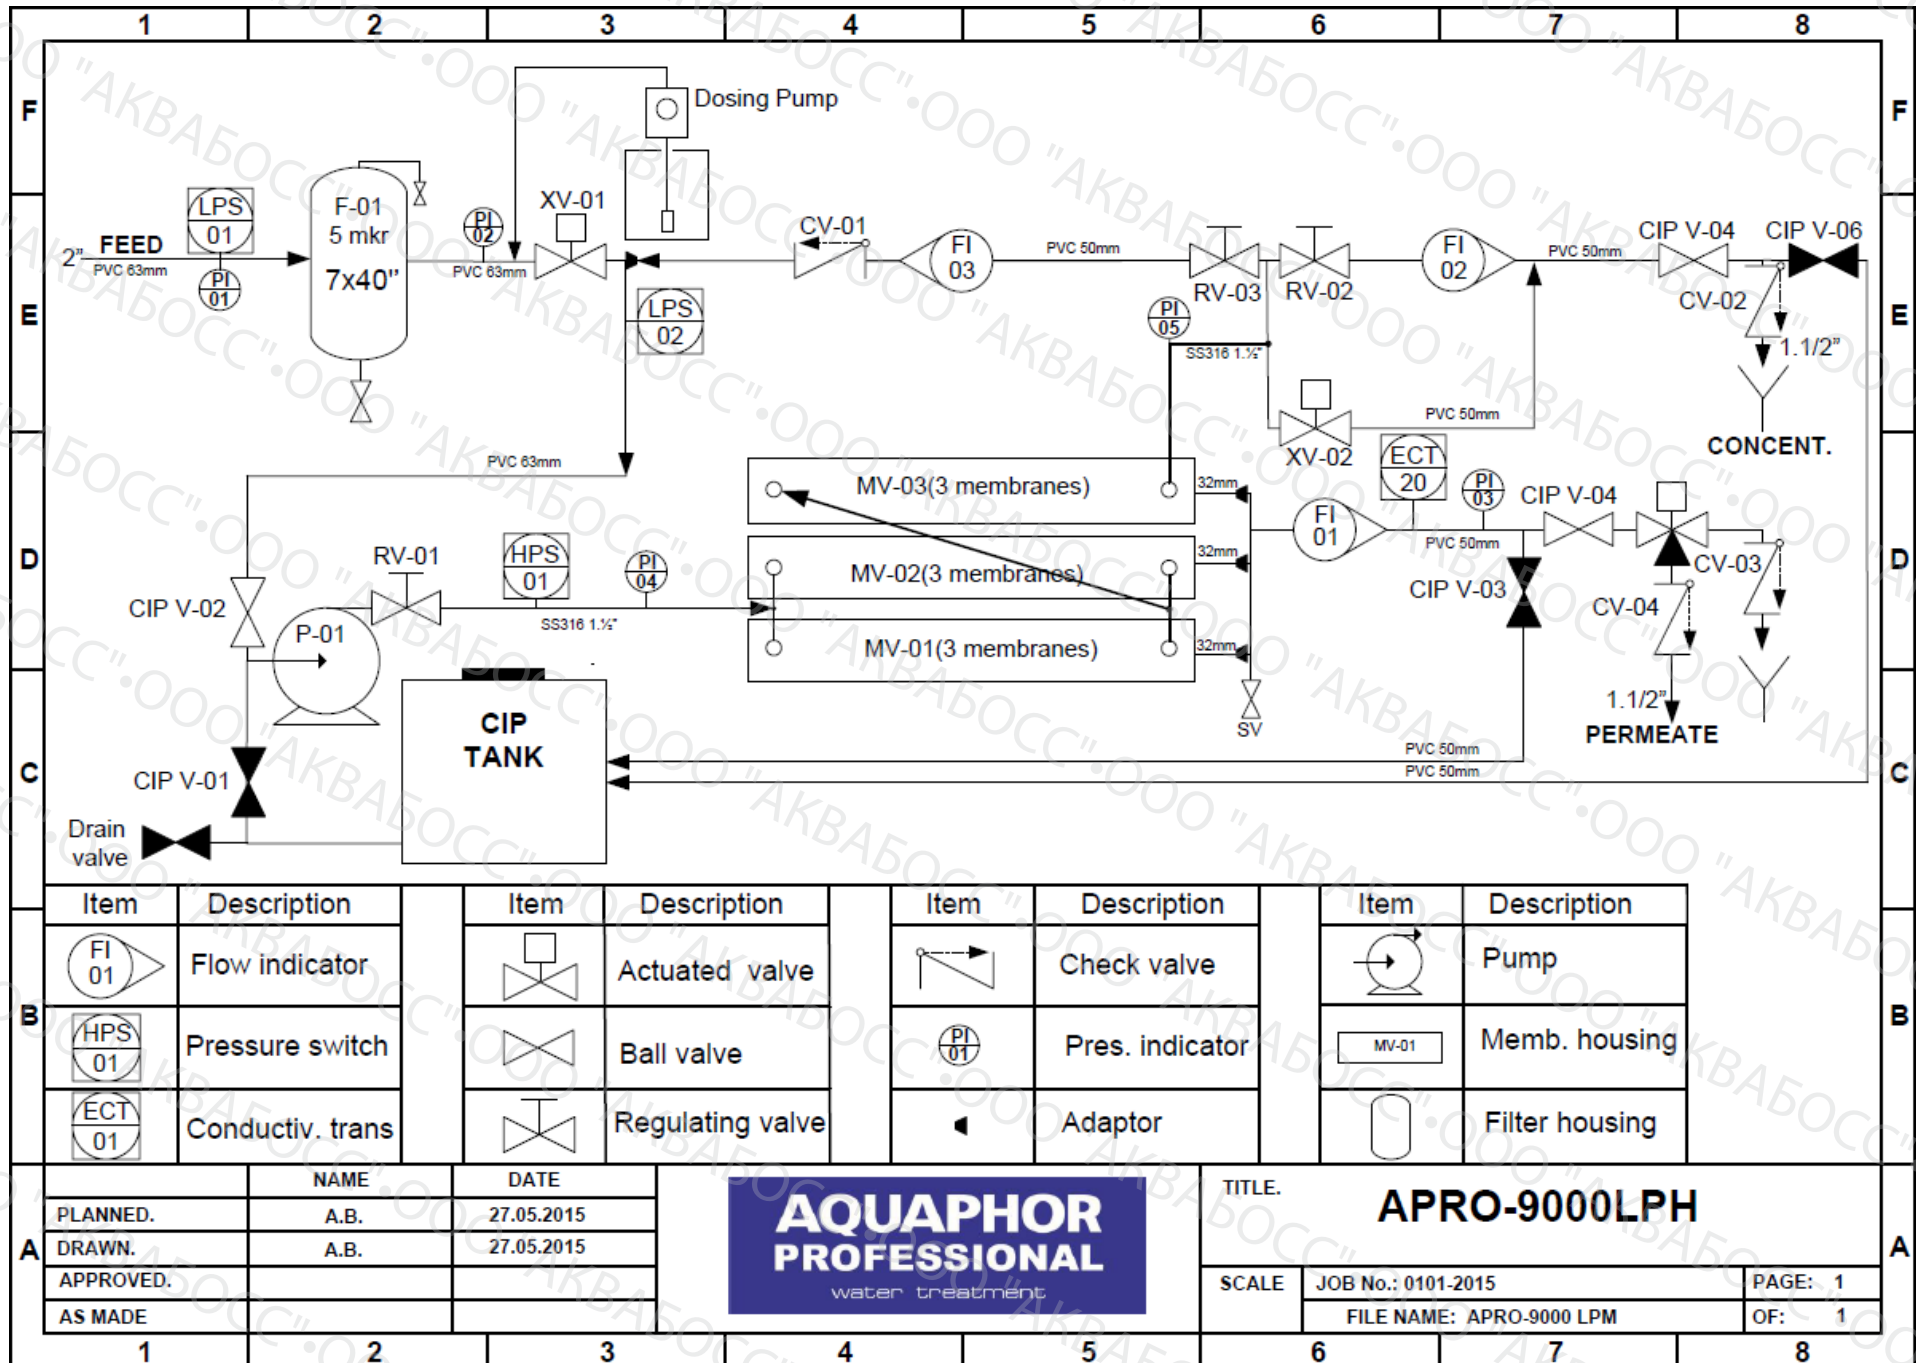 1 2 3 4 5 6 7 8
F F
Dosing Pump
LPS
01
F-01
5 mkr
7x40"
PI
02
XV-01
CV-01
FI
03
PVC 50mm
RV-03
RV-02
FI
02
PVC 50mm
CIP V-04
CIP V-06
2"
FEED
PVC 63mm
PI
01
PVC 63mm
E E
LPS
02
PI
05
SS316 1.½"
CV-02
1.1/2"
PVC 50mm
XV-02
CONCENT.
PVC 63mm
MV-03(3 membranes)
32mm
ECT
20
PI
03
CIP V-04
FI
01
PVC 50mm
D D
RV-01
HPS
01
PI
04
MV-02(3 membranes)
32mm
CIP V-03
CV-03
CIP V-02
SS316 1.½"
CV-04
P-01
MV-01(3 membranes)
32mm
SV
1.1/2"
PERMEATE
CIP
TANK
PVC 50mm
PVC 50mm
C C
CIP V-01
Drain
valve
Item Description Item Description Item Description Item Description
FI
01
Flow indicator
Actuated valve
Check valve
Pump
B B
HPS
01
Pressure switch
Ball valve
PI
01
Pres. indicator
MV-01
Memb. housing
ECT
01
Conductiv. trans
Regulating valve
Adaptor
Filter housing
NAME DATE
PLANNED. A.B. 27.05.2015
DRAWN. A.B. 27.05.2015
APPROVED.
AS MADE
A A
AQUAPHOR
PROFESSIONAL
water treatment
TITLE.
APRO-9000LPH
SCALE
JOB No.: 0101-2015
PAGE: 1
FILE NAME: APRO-9000 LPM
OF: 1
1 2 3 4 5 6 7 8
ООО "АКВАБОСС"